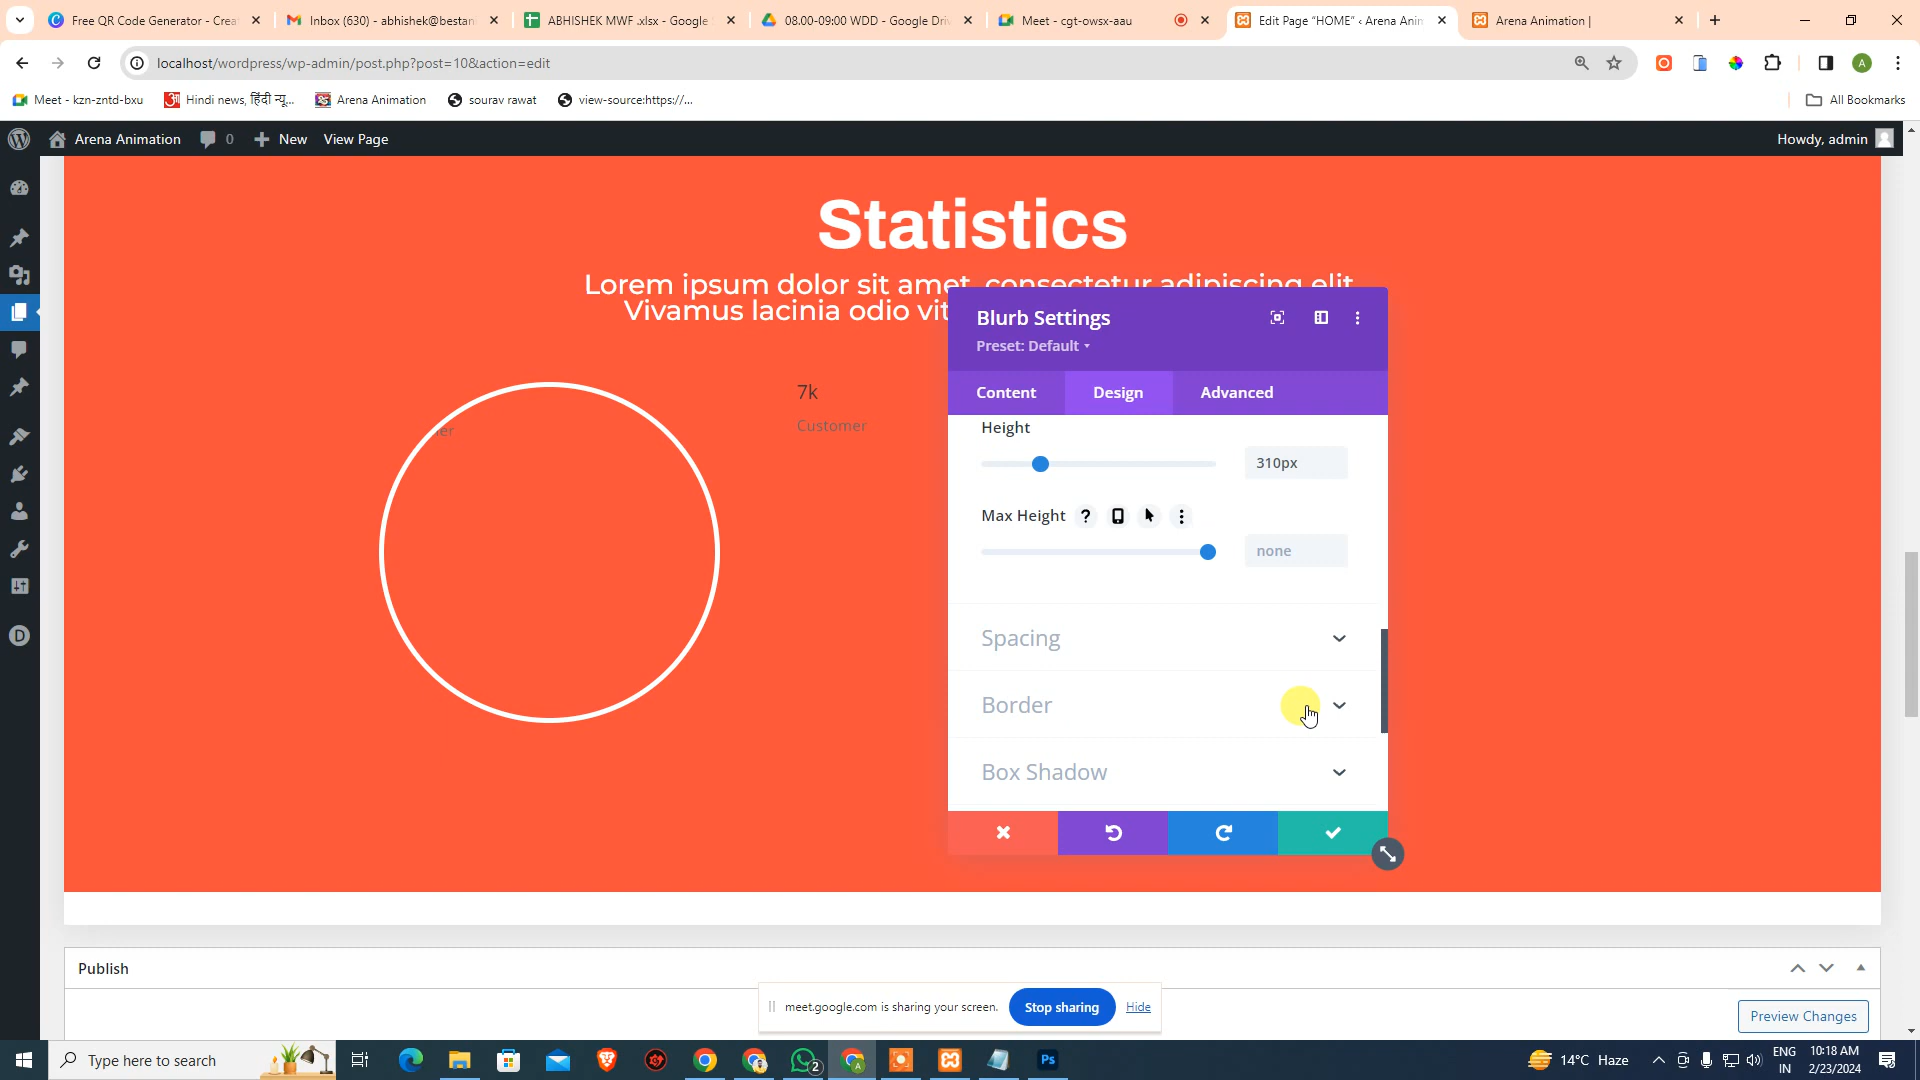 Free QR Code Generator - Crea
Inbox (630) - abhishek@bestan
ABHISHEK MWF .xlsx - Google
08.00-09:00 WDD - Google Dri
Meet - cgt-owsx-aau
Edit Page “HOME” ‹ Arena Anim
Arena Animation |
localhost/wordpress/wp-admin/post.php?post=10&action=edit
Meet - kzn-zntd-bxu
Hindi news, हिंदी न्यू...
Arena Animation
sourav rawat
view-source:https://...
All Bookmarks
Arena Animation
0
New
View Page
Howdy, admin
Statistics
Lorem ipsum dolor sit amet, consectetur adipiscing elit.
Vivamus lacinia odio vit
7k
Customer
er
Blurb Settings
Preset: Default
Content
Design
Advanced
Height
310px
Max Height
none
Spacing
Border
Box Shadow
Publish
Preview Changes
meet.google.com is sharing your screen.
Stop sharing
Hide
Type here to search
2
14°C Haze
ENG
IN
10:18 AM
2/23/2024